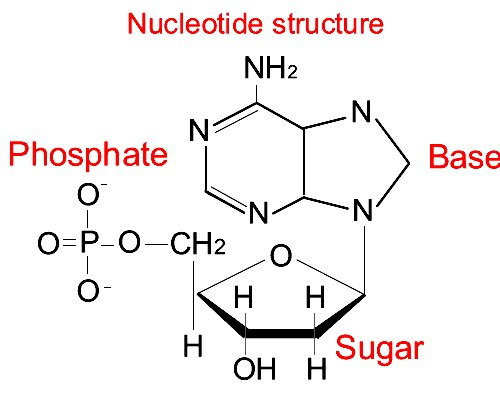 Nucleotide structure
NH₂
N
N
Phosphate
Base
O⁻
N
N
O=P-O-CH₂
O
O⁻
H
H
H
Sugar
OH
H